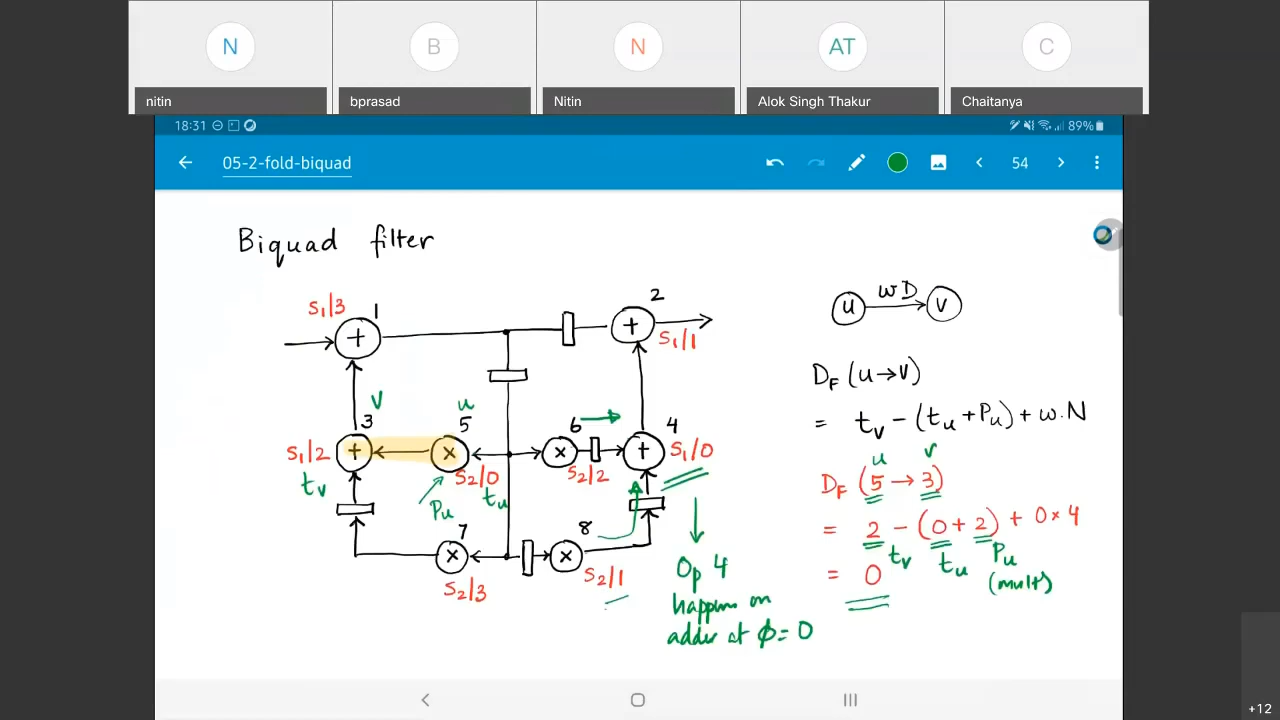 N B N AT C
nitin bprasad Nitin Alok Singh Thakur Chaitanya
18:31 89%
05-2-fold-biquad 54
Biquad filter
S1/3 1 2
+ + S1/1
u wD v
DF (u→v)
= tv - (tu + Pu) + w.N
v u
3 5 6 4
S1/2 + × × + S1/0
tv S2/0 S2/2
Pu tu
u v
DF (5 → 3)
= 2 - (0 + 2) + 0 × 4
tv tu Pu
(mult)
= 0
7 8
× ×
S2/3 S2/1
Op 4
happens on
adder at ϕ = 0
+12